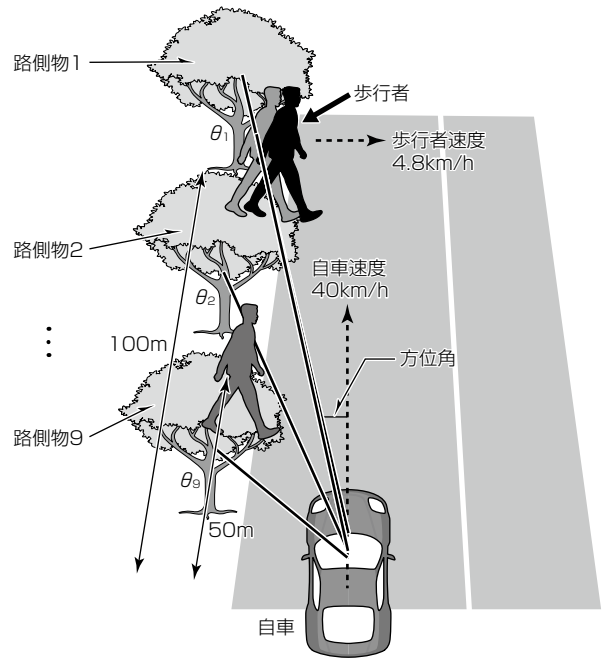 路側物1
歩行者
θ1
歩行者速度
4.8km/h
路側物2
自車速度
40km/h
θ2
⋮
100m
方位角
路側物9
θ9
50m
自車